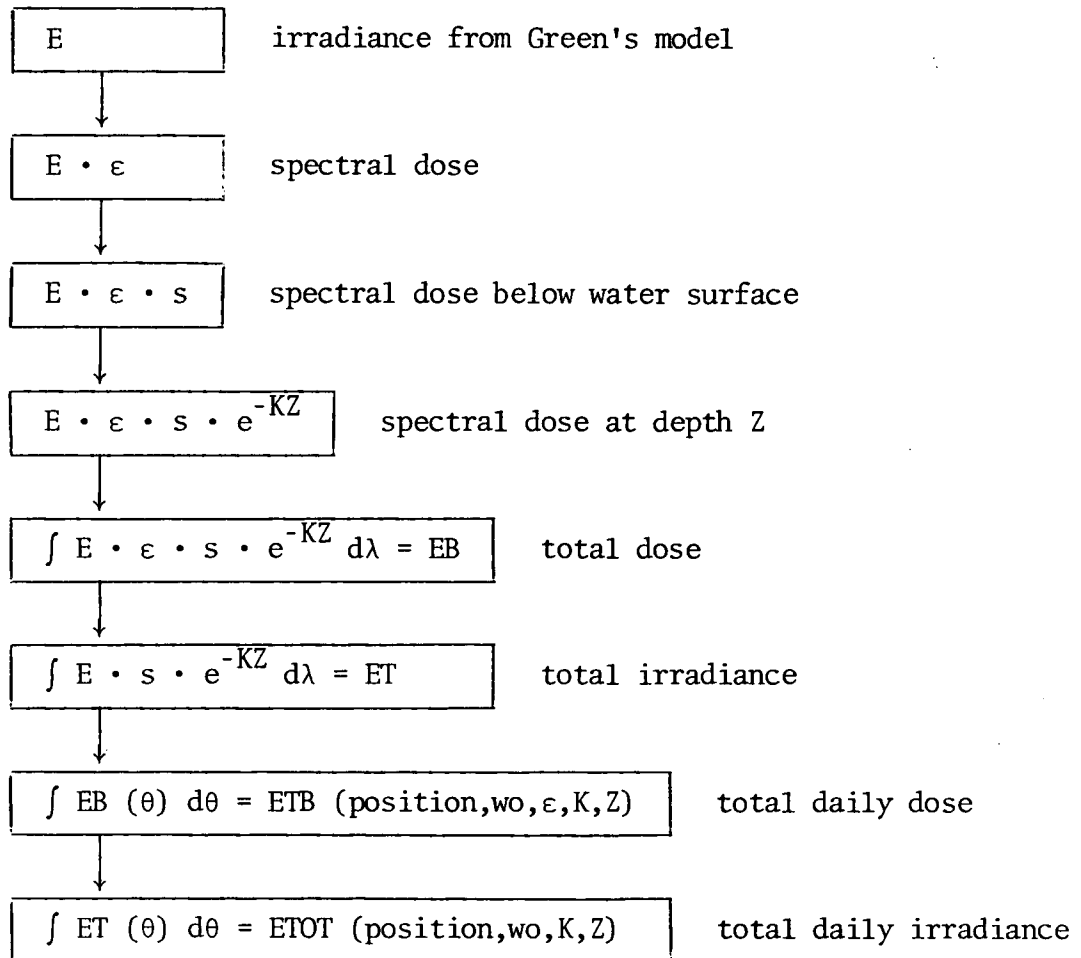 E irradiance from Green's model
E • ε spectral dose
E • ε • s spectral dose below water surface
E • ε • s • e^-KZ spectral dose at depth Z
∫ E • ε • s • e^-KZ dλ = EB total dose
∫ E • s • e^-KZ dλ = ET total irradiance
∫ EB (θ) dθ = ETB (position,wo,ε,K,Z) total daily dose
∫ ET (θ) dθ = ETOT (position,wo,K,Z) total daily irradiance